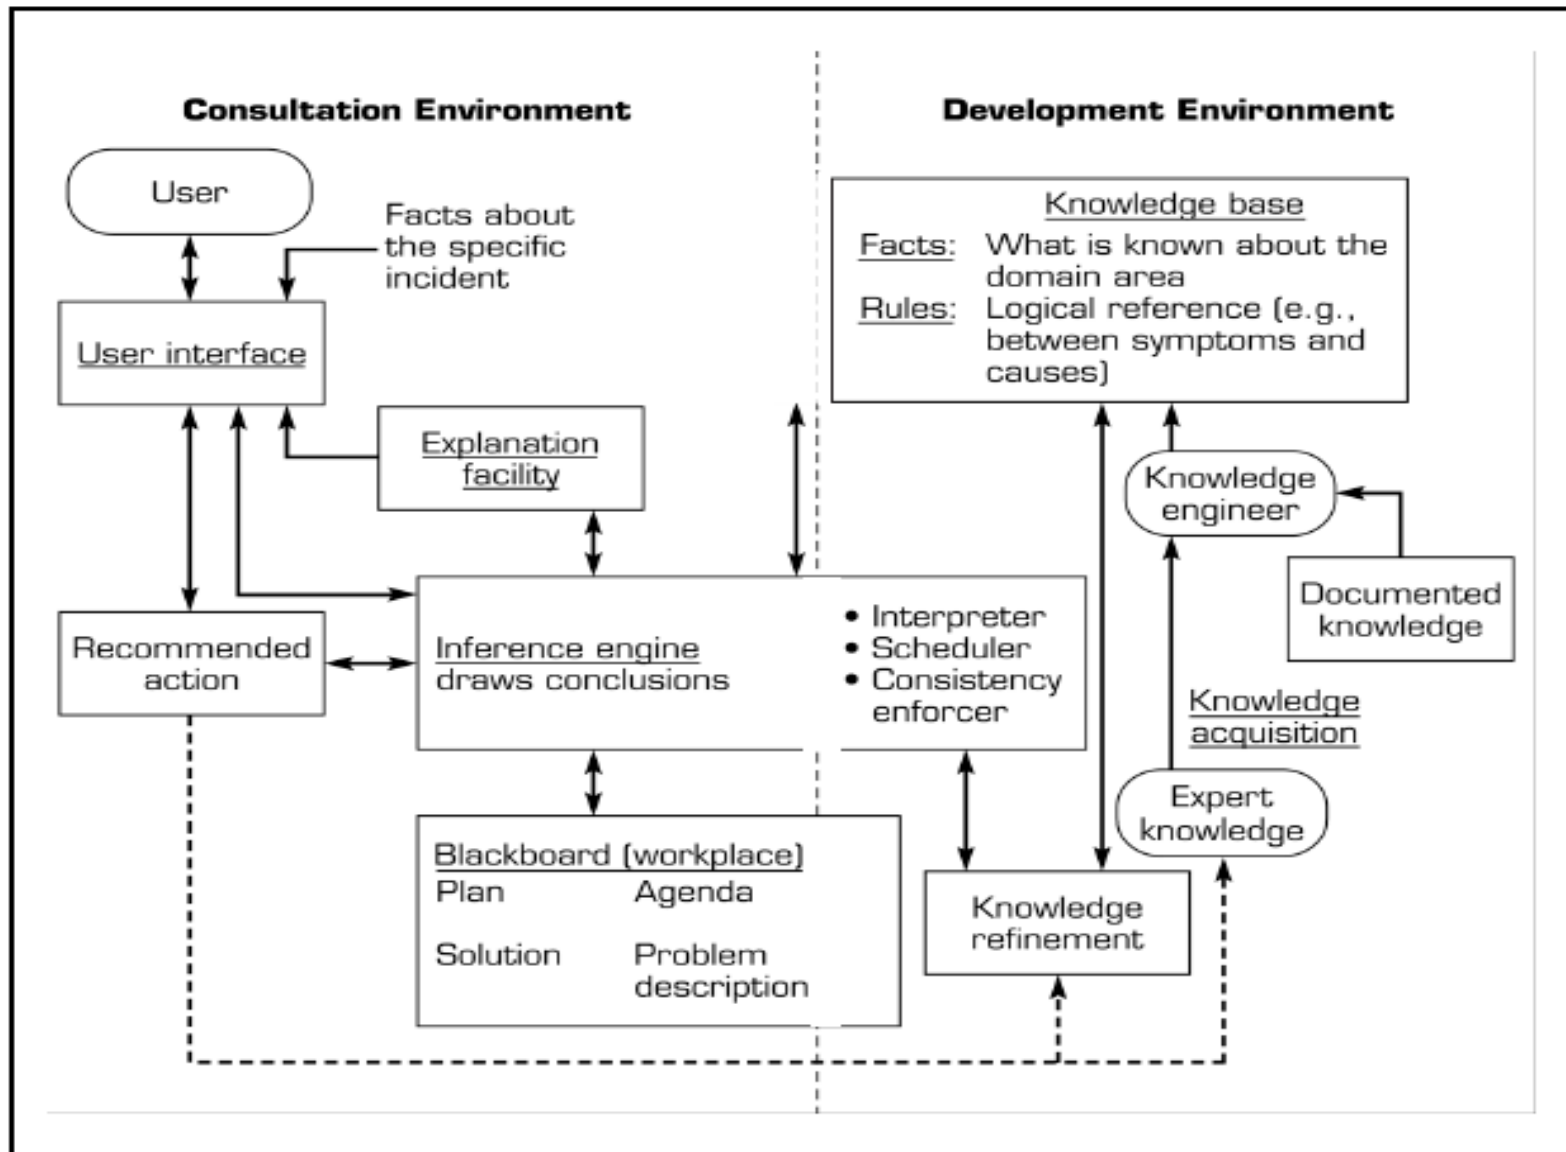 Consultation Environment
Development Environment
User
Facts about
the specific
incident
User interface
Explanation
facility
Recommended
action
Inference engine
draws conclusions
• Interpreter
• Scheduler
• Consistency
enforcer
Blackboard (workplace)
Plan Agenda
Solution Problem
description
Knowledge base
Facts: What is known about the
domain area
Rules: Logical reference (e.g.,
between symptoms and
causes)
Knowledge
engineer
Documented
knowledge
Knowledge
acquisition
Expert
knowledge
Knowledge
refinement